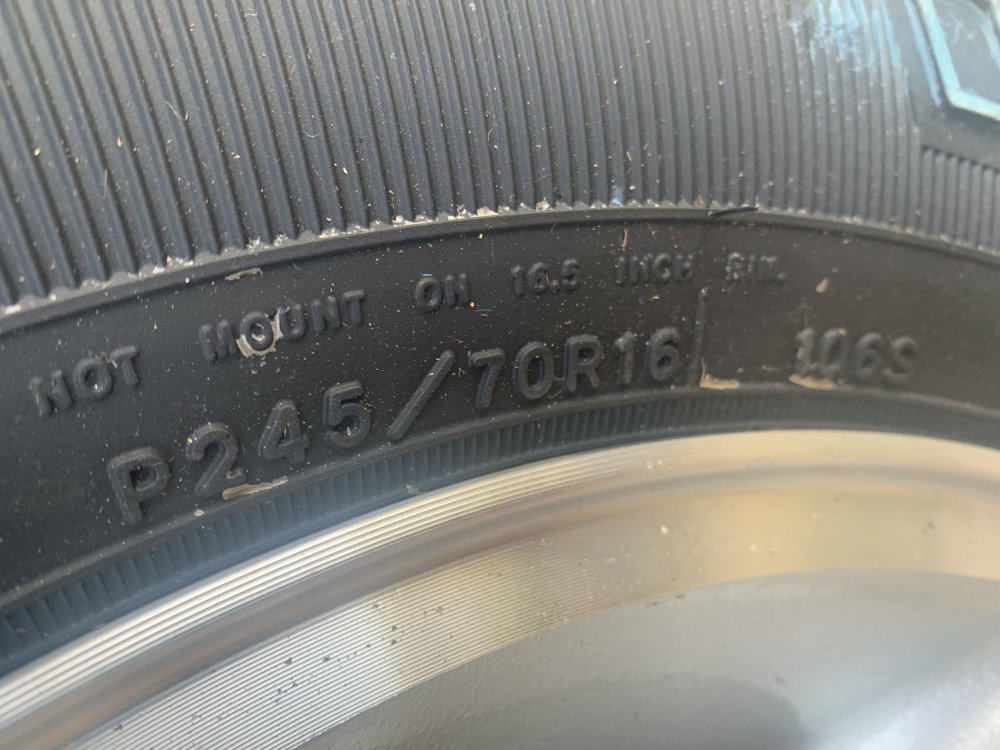 NOT MOUNT ON 16.5 INCH RIM.
P245/70R16 106S